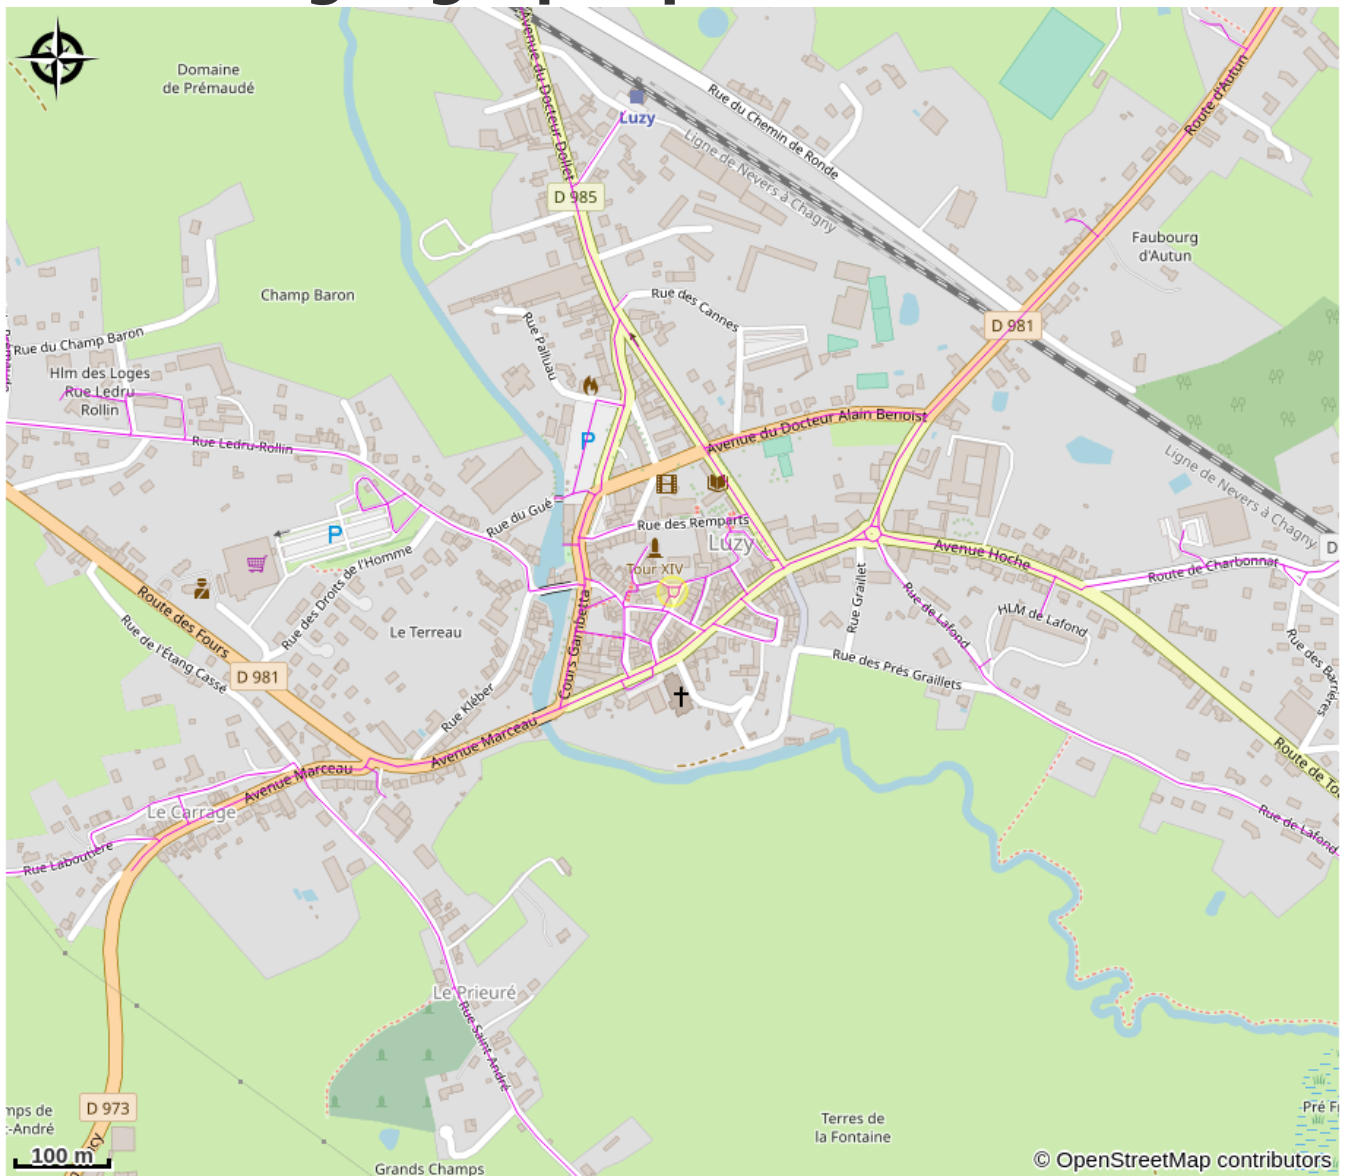 Avenue du Docteur Dollet
Domaine
de Prémaudé
Luzy
Rue du Chemin de Ronde
Route d'Autun
Ligne de Nevers à Chagny
D 985
Faubourg
d'Autun
Champ Baron
Rue des Cannes
D 981
Rue du Champ Baron
Rue Palluau
Hlm des Loges
Rue Ledru
Rollin
Rue Ledru-Rollin
P
Avenue du Docteur Alain Benoist
Ligne de Nevers à Chagny
Rue du Gué
Rue des Remparts
P
Luzy
D
Avenue Hoche
Rue des Droits de l'Homme
Tour XIV
Route de Charbonnat
Route des Fours
Rue Graillet
Rue de Lafond
HLM de Lafond
Rue de l'Étang Cassé
Le Terreau
Cours Gambetta
Rue des Barrières
Rue des Prés Graillets
D 981
Rue Kléber
Avenue Marceau
Avenue Marceau
Route de To
Le Carrage
Rue de Lafond
Rue Laboutière
Le Prieuré
Rue Saint-André
D 973
mps de
-André
Terres de
la Fontaine
Pré F
100 m
Grands Champs
© OpenStreetMap contributors